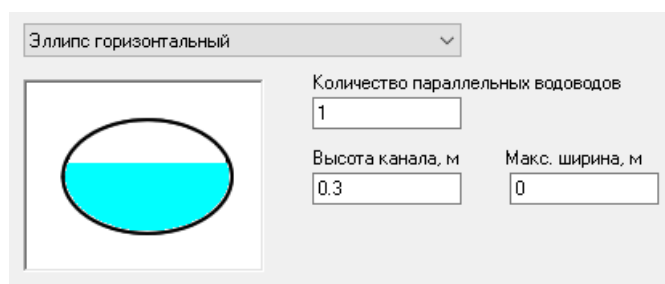 Эллипс горизонтальный
Количество параллельных водоводов
1
Высота канала, м Макс. ширина, м
0.3 0